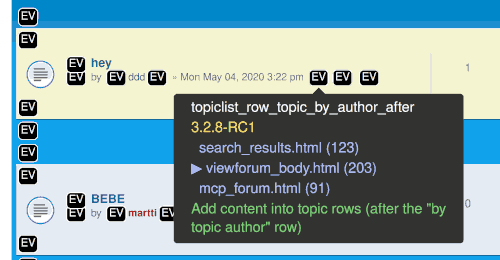 EV
EV
EV hey
EV by EV ddd EV » Mon May 04, 2020 3:22 pm EV EV EV
1
EV
topiclist_row_topic_by_author_after
3.2.8-RC1
search_results.html (123)
▶ viewforum_body.html (203)
mcp_forum.html (91)
Add content into topic rows (after the "by
topic author" row)
EV
EV
EV
EV BEBE
EV by EV martti EV
0
EV